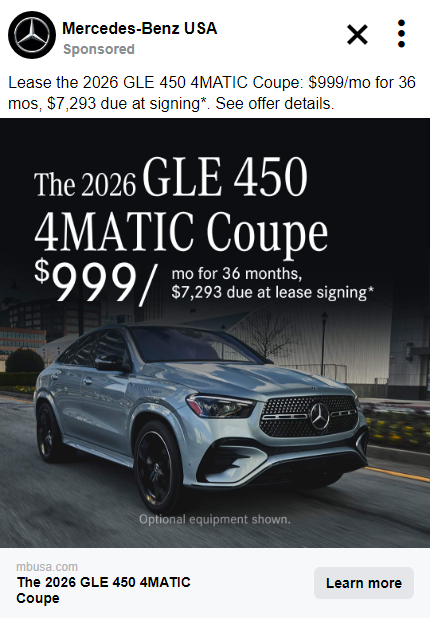 Mercedes-Benz USA
Sponsored
Lease the 2026 GLE 450 4MATIC Coupe: $999/mo for 36
mos, $7,293 due at signing*. See offer details.
The 2026 GLE 450
4MATIC Coupe
$999/ mo for 36 months,
$7,293 due at lease signing*
Optional equipment shown.
mbusa.com
The 2026 GLE 450 4MATIC
Coupe
Learn more